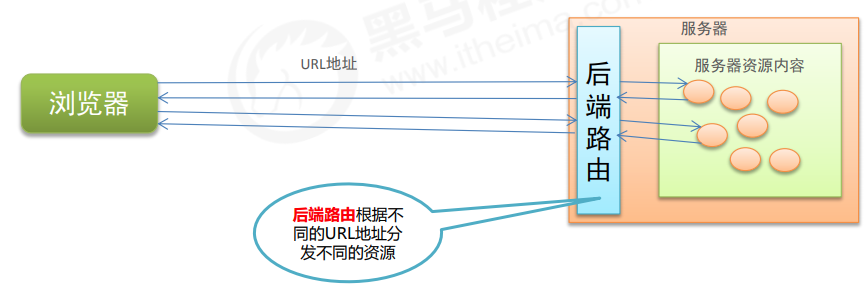 黑马程
www.itheima.com
服务器
URL地址
服务器资源内容
浏览器
后端路由
后端路由根据不
同的URL地址分
发不同的资源